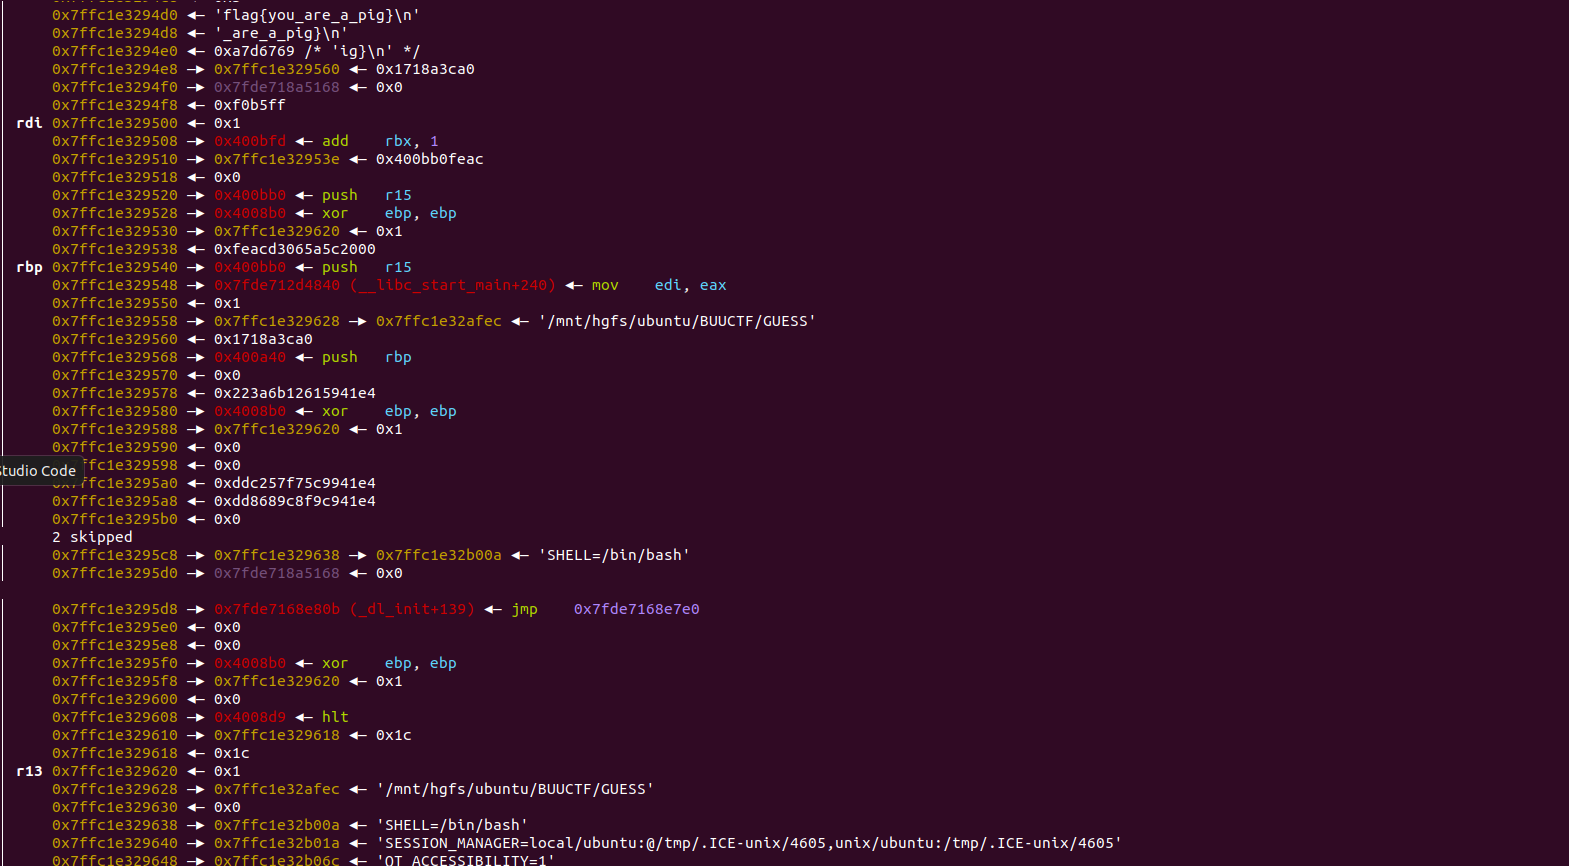 0x7ffc1e3294d0 ◂— 'flag{you_are_a_pig}\n'
0x7ffc1e3294d8 ◂— '_are_a_pig}\n'
0x7ffc1e3294e0 ◂— 0xa7d6769 /* 'ig}\n' */
0x7ffc1e3294e8 —▸ 0x7ffc1e329560 ◂— 0x1718a3ca0
0x7ffc1e3294f0 —▸ 0x7fde718a5168 ◂— 0x0
0x7ffc1e3294f8 ◂— 0xf0b5ff
rdi 0x7ffc1e329500 ◂— 0x1
0x7ffc1e329508 —▸ 0x400bfd ◂— add rbx, 1
0x7ffc1e329510 —▸ 0x7ffc1e32953e ◂— 0x400bb0feac
0x7ffc1e329518 ◂— 0x0
0x7ffc1e329520 —▸ 0x400bb0 ◂— push r15
0x7ffc1e329528 —▸ 0x4008b0 ◂— xor ebp, ebp
0x7ffc1e329530 —▸ 0x7ffc1e329620 ◂— 0x1
0x7ffc1e329538 ◂— 0xfeacd3065a5c2000
rbp 0x7ffc1e329540 —▸ 0x400bb0 ◂— push r15
0x7ffc1e329548 —▸ 0x7fde712d4840 (__libc_start_main+240) ◂— mov edi, eax
0x7ffc1e329550 ◂— 0x1
0x7ffc1e329558 —▸ 0x7ffc1e329628 —▸ 0x7ffc1e32afec ◂— '/mnt/hgfs/ubuntu/BUUCTF/GUESS'
0x7ffc1e329560 ◂— 0x1718a3ca0
0x7ffc1e329568 —▸ 0x400a40 ◂— push rbp
0x7ffc1e329570 ◂— 0x0
0x7ffc1e329578 ◂— 0x223a6b12615941e4
0x7ffc1e329580 —▸ 0x4008b0 ◂— xor ebp, ebp
0x7ffc1e329588 —▸ 0x7ffc1e329620 ◂— 0x1
0x7ffc1e329590 ◂— 0x0
Studio Code ffc1e329598 ◂— 0x0
0x7ffc1e3295a0 ◂— 0xddc257f75c9941e4
0x7ffc1e3295a8 ◂— 0xdd8689c8f9c941e4
0x7ffc1e3295b0 ◂— 0x0
2 skipped
0x7ffc1e3295c8 —▸ 0x7ffc1e329638 —▸ 0x7ffc1e32b00a ◂— 'SHELL=/bin/bash'
0x7ffc1e3295d0 —▸ 0x7fde718a5168 ◂— 0x0
0x7ffc1e3295d8 —▸ 0x7fde7168e80b (_dl_init+139) ◂— jmp 0x7fde7168e7e0
0x7ffc1e3295e0 ◂— 0x0
0x7ffc1e3295e8 ◂— 0x0
0x7ffc1e3295f0 —▸ 0x4008b0 ◂— xor ebp, ebp
0x7ffc1e3295f8 —▸ 0x7ffc1e329620 ◂— 0x1
0x7ffc1e329600 ◂— 0x0
0x7ffc1e329608 —▸ 0x4008d9 ◂— hlt
0x7ffc1e329610 —▸ 0x7ffc1e329618 ◂— 0x1c
0x7ffc1e329618 ◂— 0x1c
r13 0x7ffc1e329620 ◂— 0x1
0x7ffc1e329628 —▸ 0x7ffc1e32afec ◂— '/mnt/hgfs/ubuntu/BUUCTF/GUESS'
0x7ffc1e329630 ◂— 0x0
0x7ffc1e329638 —▸ 0x7ffc1e32b00a ◂— 'SHELL=/bin/bash'
0x7ffc1e329640 —▸ 0x7ffc1e32b01a ◂— 'SESSION_MANAGER=local/ubuntu:@/tmp/.ICE-unix/4605,unix/ubuntu:/tmp/.ICE-unix/4605'
0x7ffc1e329648 —▸ 0x7ffc1e32b06c ◂— 'QT_ACCESSIBILITY=1'